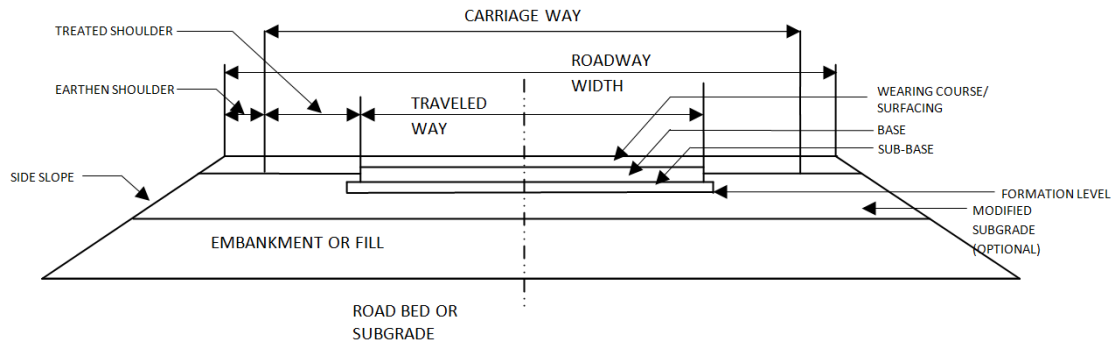 CARRIAGE WAY
TREATED SHOULDER
ROADWAY
WIDTH
EARTHEN SHOULDER
TRAVELED
WAY
WEARING COURSE/
SURFACING
BASE
SUB-BASE
SIDE SLOPE
FORMATION LEVEL
MODIFIED
SUBGRADE
(OPTIONAL)
EMBANKMENT OR FILL
ROAD BED OR
SUBGRADE